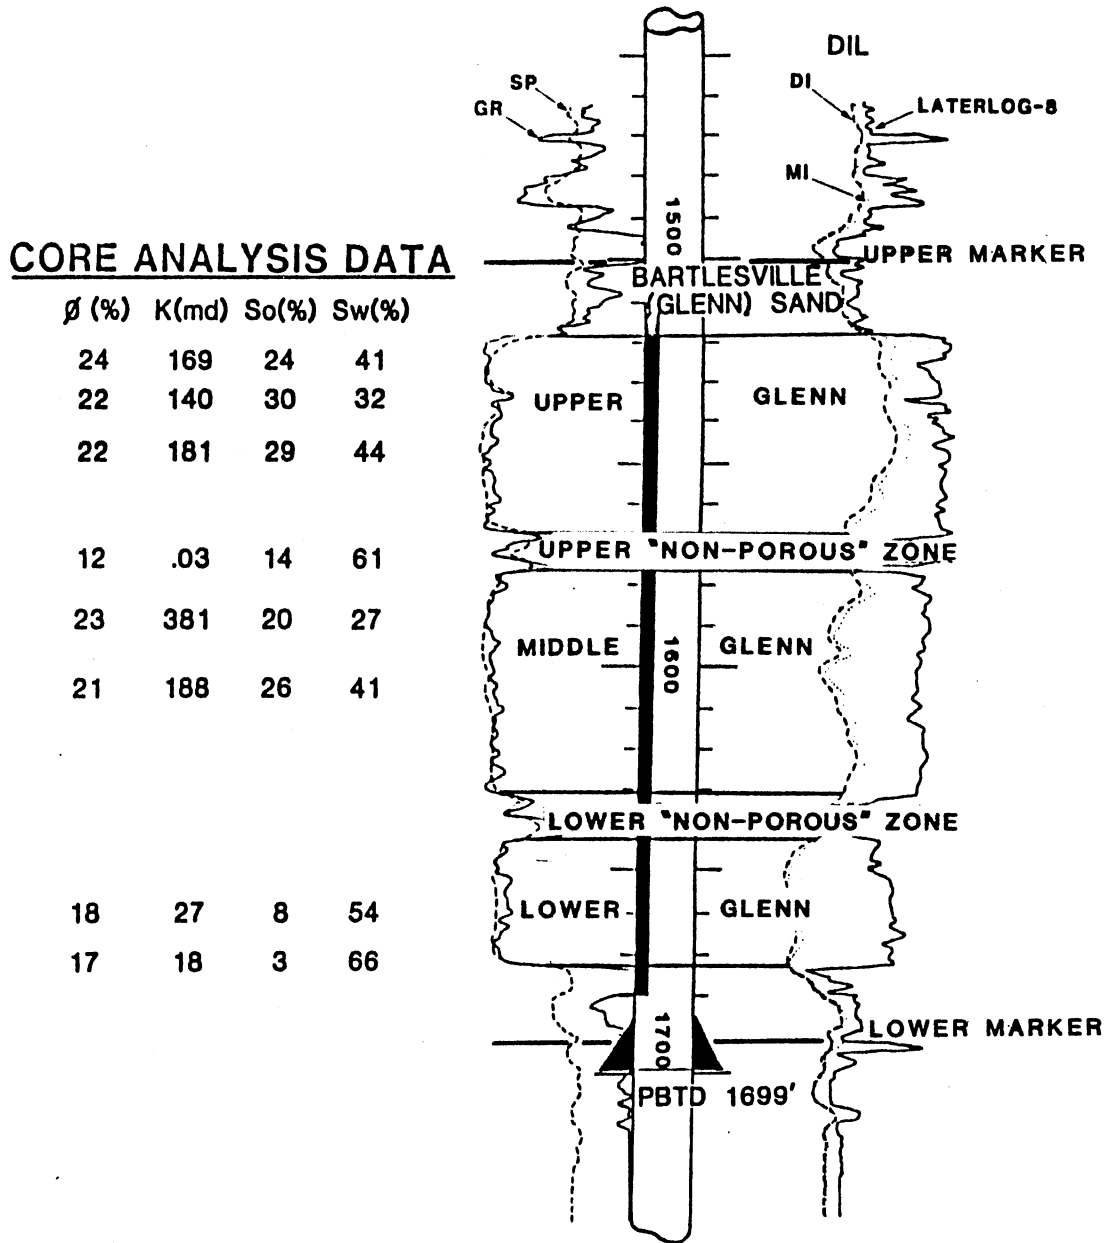 DIL
SP
DI
GR
LATERLOG-8
MI
1500
CORE ANALYSIS DATA
UPPER MARKER
BARTLESVILLE
(GLENN) SAND
Ø (%) K(md) So(%) Sw(%)
24 169 24 41
22 140 30 32
UPPER GLENN
22 181 29 44
12 .03 14 61
UPPER "NON-POROUS" ZONE
23 381 20 27
MIDDLE GLENN
1600
21 188 26 41
LOWER "NON-POROUS" ZONE
18 27 8 54
LOWER GLENN
17 18 3 66
1700
LOWER MARKER
PBTD 1699'